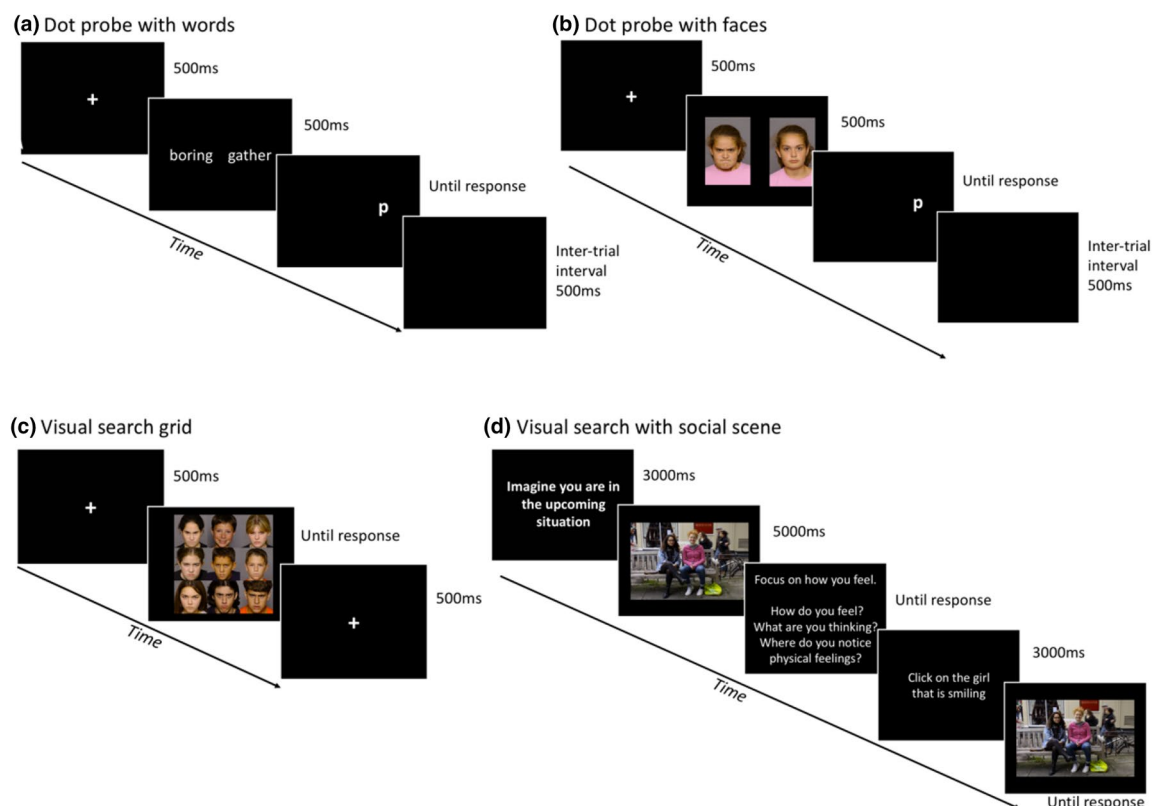 (a) Dot probe with words
+
500ms
boring gather
500ms
p
Until response
Inter-trial
interval
500ms
Time
(b) Dot probe with faces
+
500ms
500ms
p
Until response
Inter-trial
interval
500ms
Time
(c) Visual search grid
+
500ms
Until response
+
500ms
Time
(d) Visual search with social scene
Imagine you are in
the upcoming
situation
3000ms
5000ms
Focus on how you feel.
How do you feel?
What are you thinking?
Where do you notice
physical feelings?
Until response
Click on the girl
that is smiling
3000ms
Time
Until response